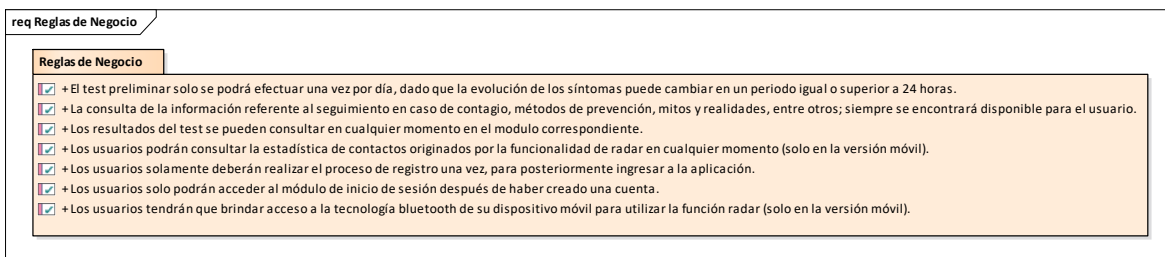 req Reglas de Negocio
Reglas de Negocio
+ El test preliminar solo se podrá efectuar una vez por día, dado que la evolución de los síntomas puede cambiar en un periodo igual o superior a 24 horas.
+ La consulta de la información referente al seguimiento en caso de contagio, métodos de prevención, mitos y realidades, entre otros; siempre se encontrará disponible para el usuario.
+ Los resultados del test se pueden consultar en cualquier momento en el modulo correspondiente.
+ Los usuarios podrán consultar la estadística de contactos originados por la funcionalidad de radar en cualquier momento (solo en la versión móvil).
+ Los usuarios solamente deberán realizar el proceso de registro una vez, para posteriormente ingresar a la aplicación.
+ Los usuarios solo podrán acceder al módulo de inicio de sesión después de haber creado una cuenta.
+ Los usuarios tendrán que brindar acceso a la tecnología bluetooth de su dispositivo móvil para utilizar la función radar (solo en la versión móvil).